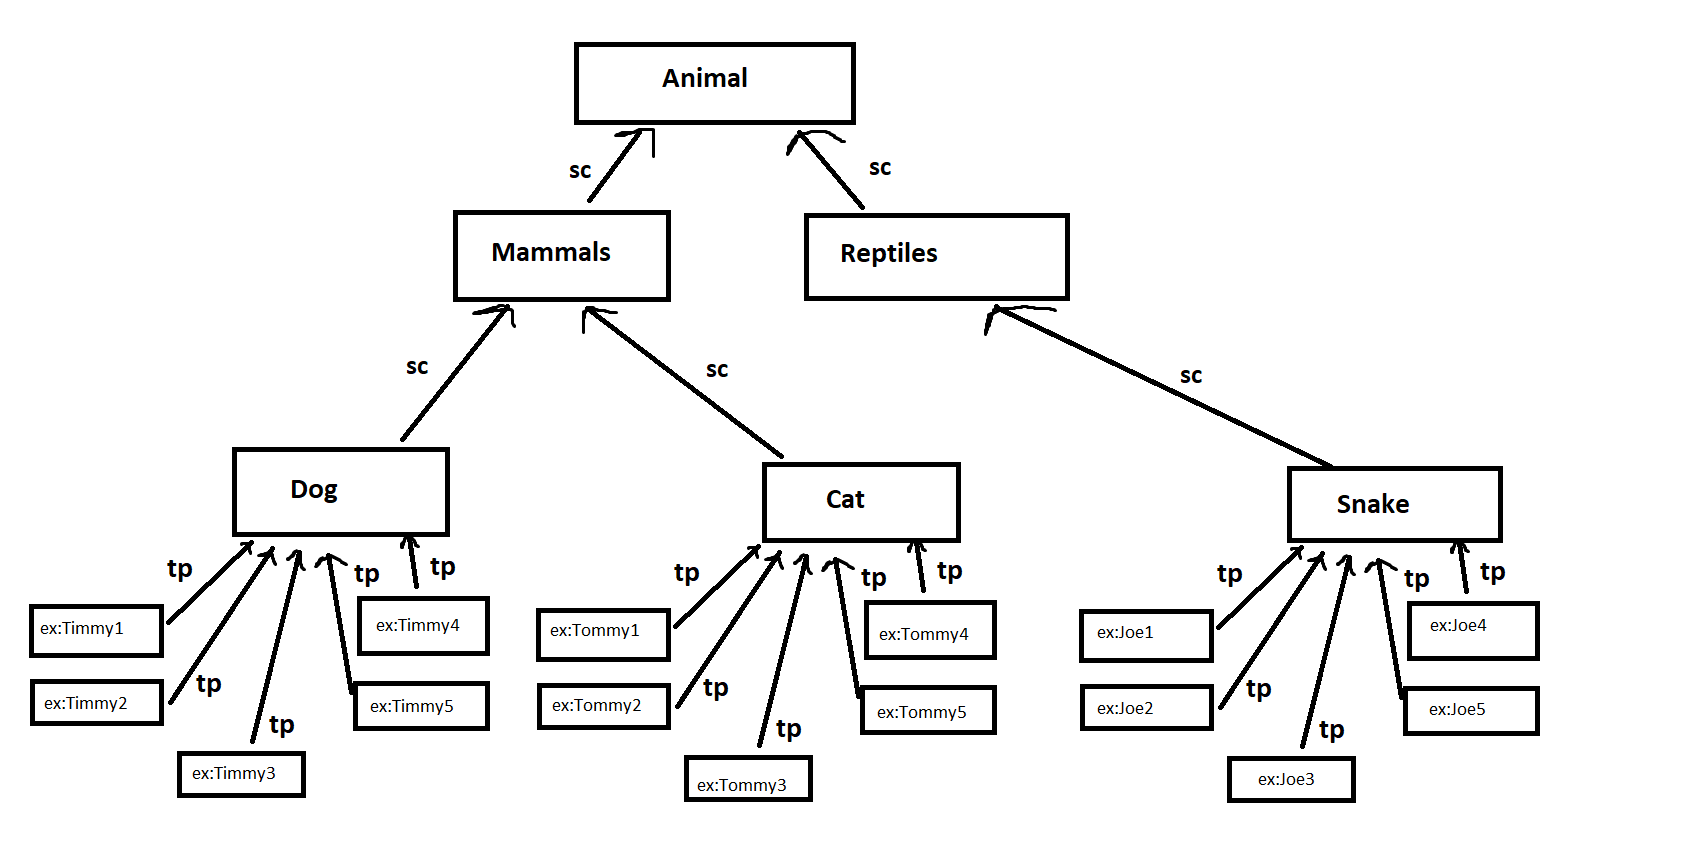 Animal
sc
sc
Mammals
Reptiles
sc
sc
sc
Dog
Cat
Snake
tp
tp
tp
tp
tp
tp
tp
tp
tp
ex:Timmy1
ex:Timmy4
ex:Tommy1
ex:Tommy4
ex:Joe1
ex:Joe4
tp
tp
tp
ex:Timmy2
ex:Timmy5
ex:Tommy2
ex:Tommy5
ex:Joe2
ex:Joe5
tp
tp
tp
ex:Timmy3
ex:Tommy3
ex:Joe3